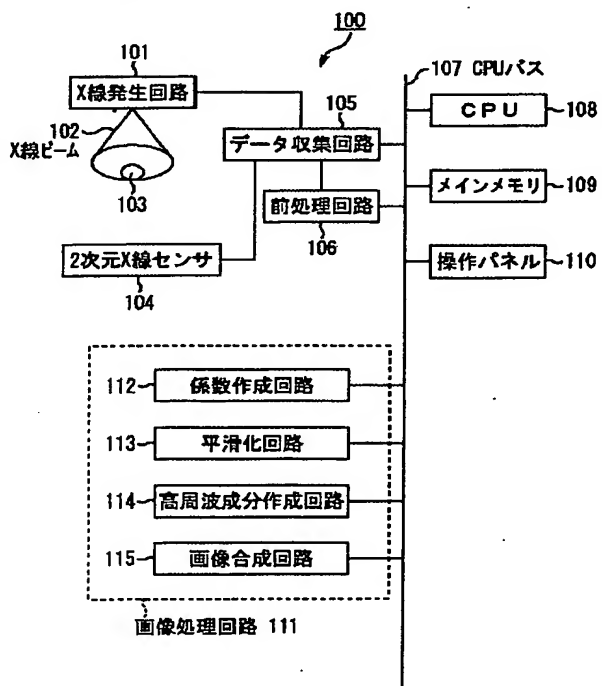 100
101
X線発生回路
102
X線ビーム
103
105
データ収集回路
前処理回路
106
2次元X線センサ
104
107 CPUバス
CPU
108
メインメモリ
109
操作パネル
110
112
係数作成回路
113
平滑化回路
114
高周波成分作成回路
115
画像合成回路
画像処理回路 111